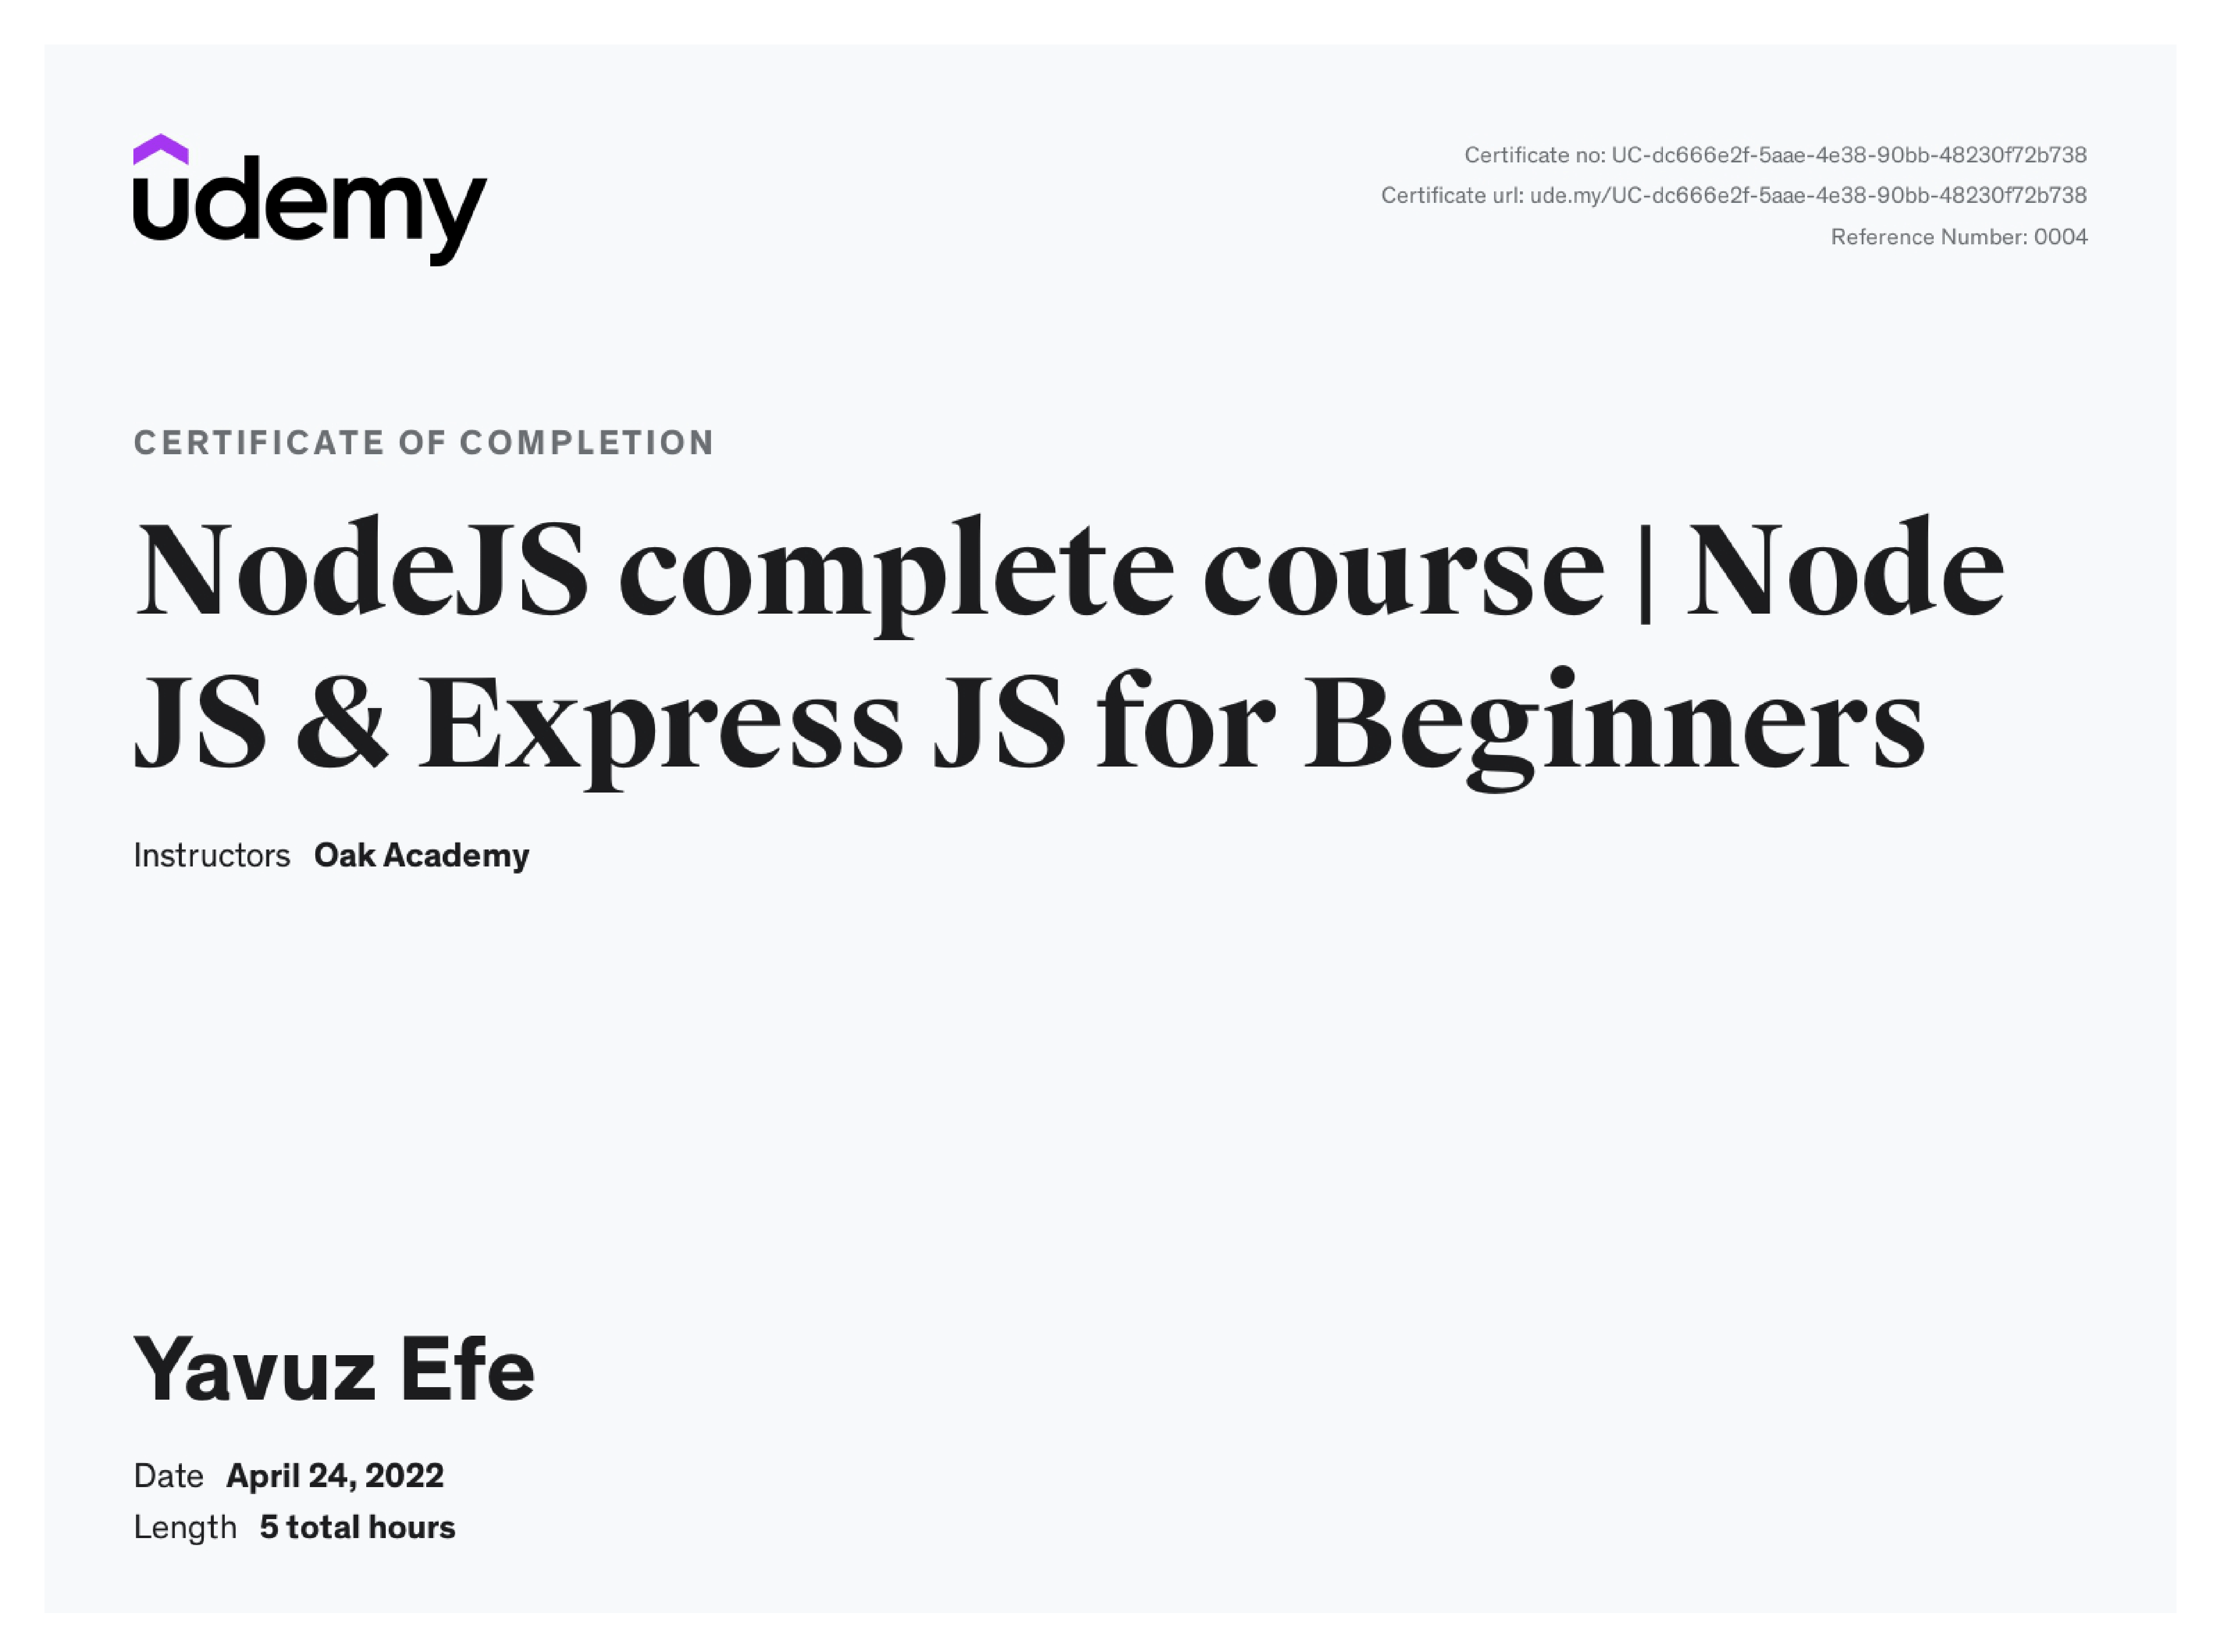 udemy
Certificate no: UC-dc666e2f-5aae-4e38-90bb-48230f72b738
Certificate url: ude.my/UC-dc666e2f-5aae-4e38-90bb-48230f72b738
Reference Number: 0004
CERTIFICATE OF COMPLETION
NodeJS complete course | Node
JS & Express JS for Beginners
Instructors Oak Academy
Yavuz Efe
Date April 24, 2022
Length 5 total hours